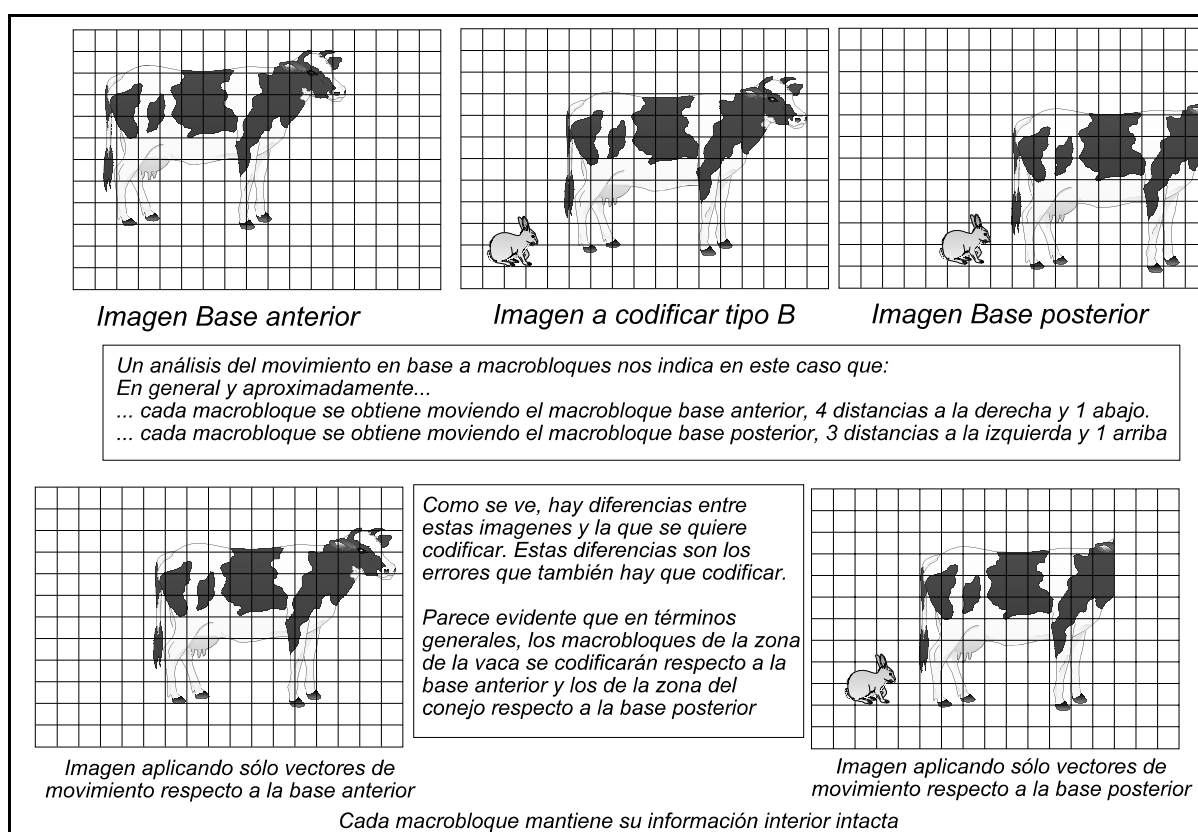 Imagen Base anterior
Imagen a codificar tipo B
Imagen Base posterior
Un análisis del movimiento en base a macrobloques nos indica en este caso que:
En general y aproximadamente...
... cada macrobloque se obtiene moviendo el macrobloque base anterior, 4 distancias a la derecha y 1 abajo.
... cada macrobloque se obtiene moviendo el macrobloque base posterior, 3 distancias a la izquierda y 1 arriba
Como se ve, hay diferencias entre
estas imagenes y la que se quiere
codificar. Estas diferencias son los
errores que también hay que codificar.
Parece evidente que en términos
generales, los macrobloques de la zona
de la vaca se codificarán respecto a la
base anterior y los de la zona del
conejo respecto a la base posterior
Imagen aplicando sólo vectores de
movimiento respecto a la base anterior
Imagen aplicando sólo vectores de
movimiento respecto a la base posterior
Cada macrobloque mantiene su información interior intacta